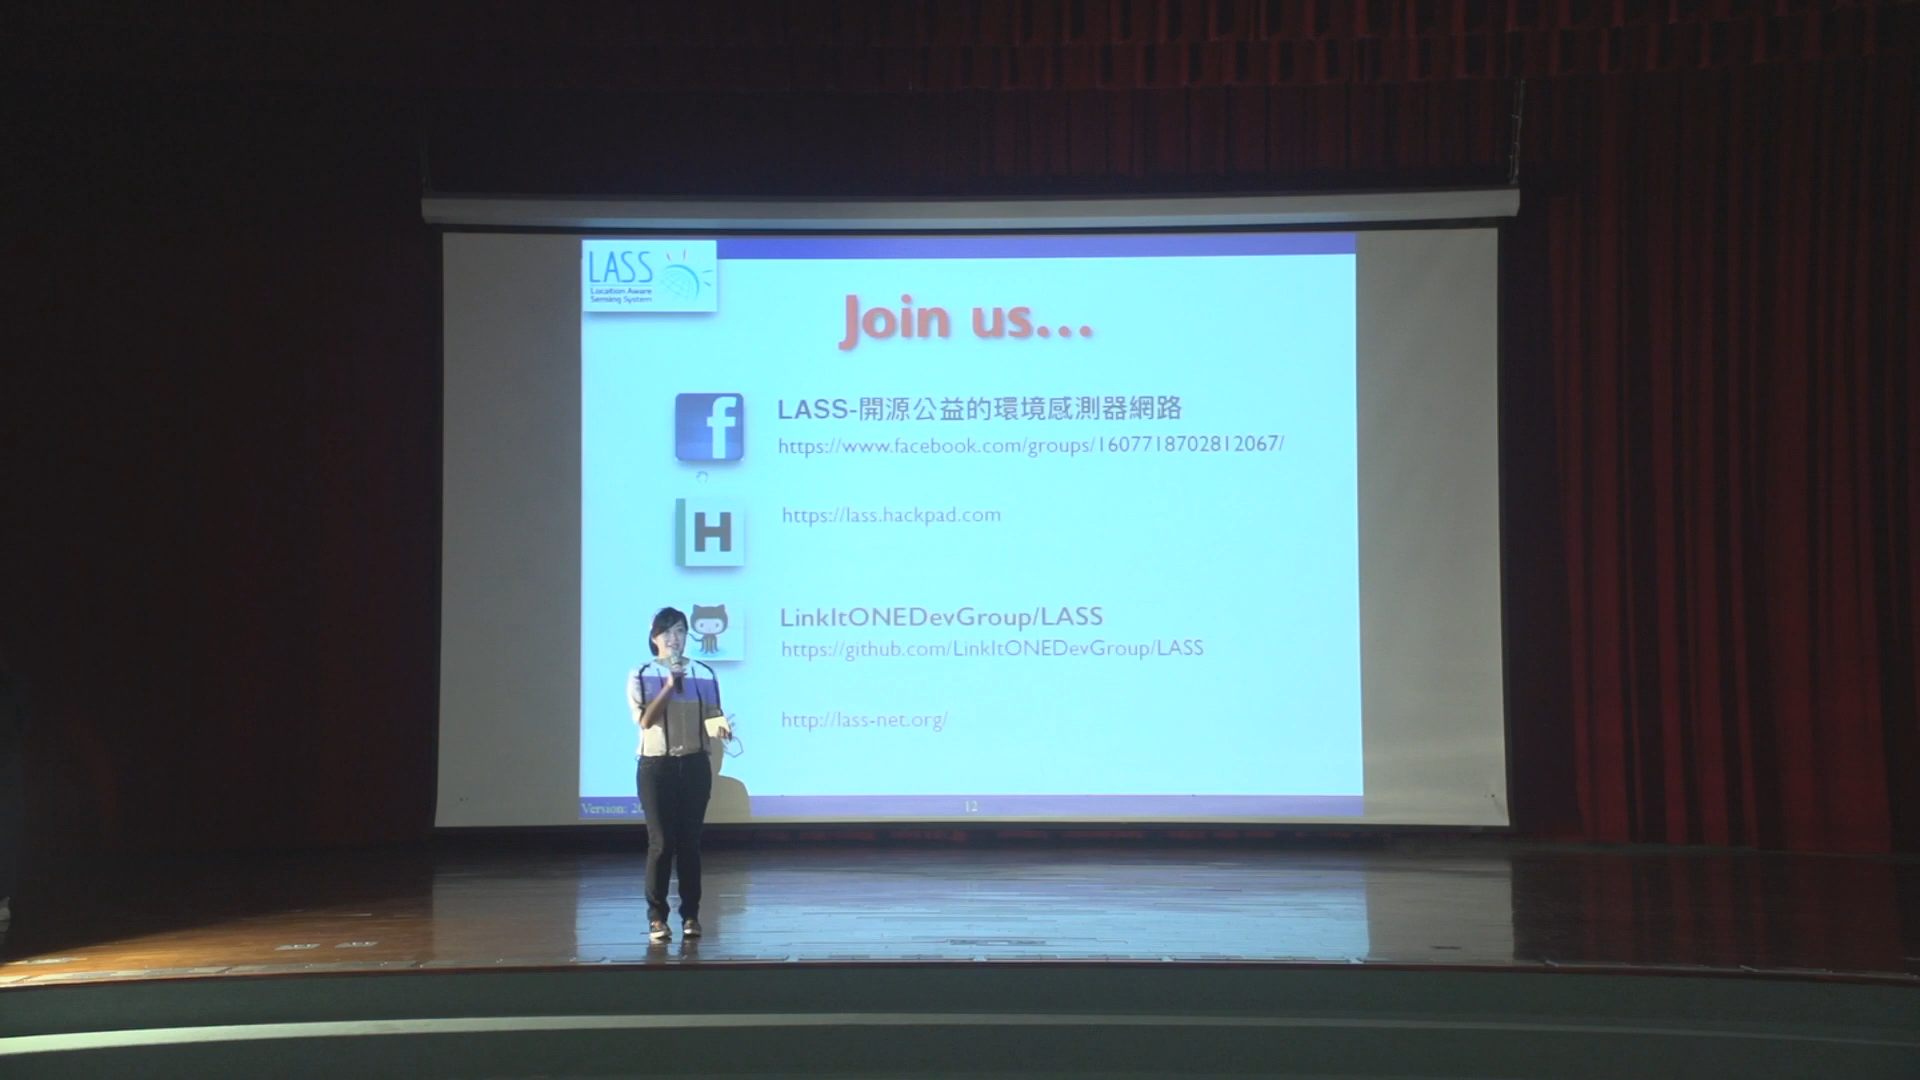 LASS
Location Aware
Sensing System
Join us...
f
LASS-開源公益的環境感測器網路
https://www.facebook.com/groups/1607718702812067/
H
https://lass.hackpad.com
LinkItONEDevGroup/LASS
https://github.com/LinkItONEDevGroup/LASS
http://lass-net.org/
Version:
12